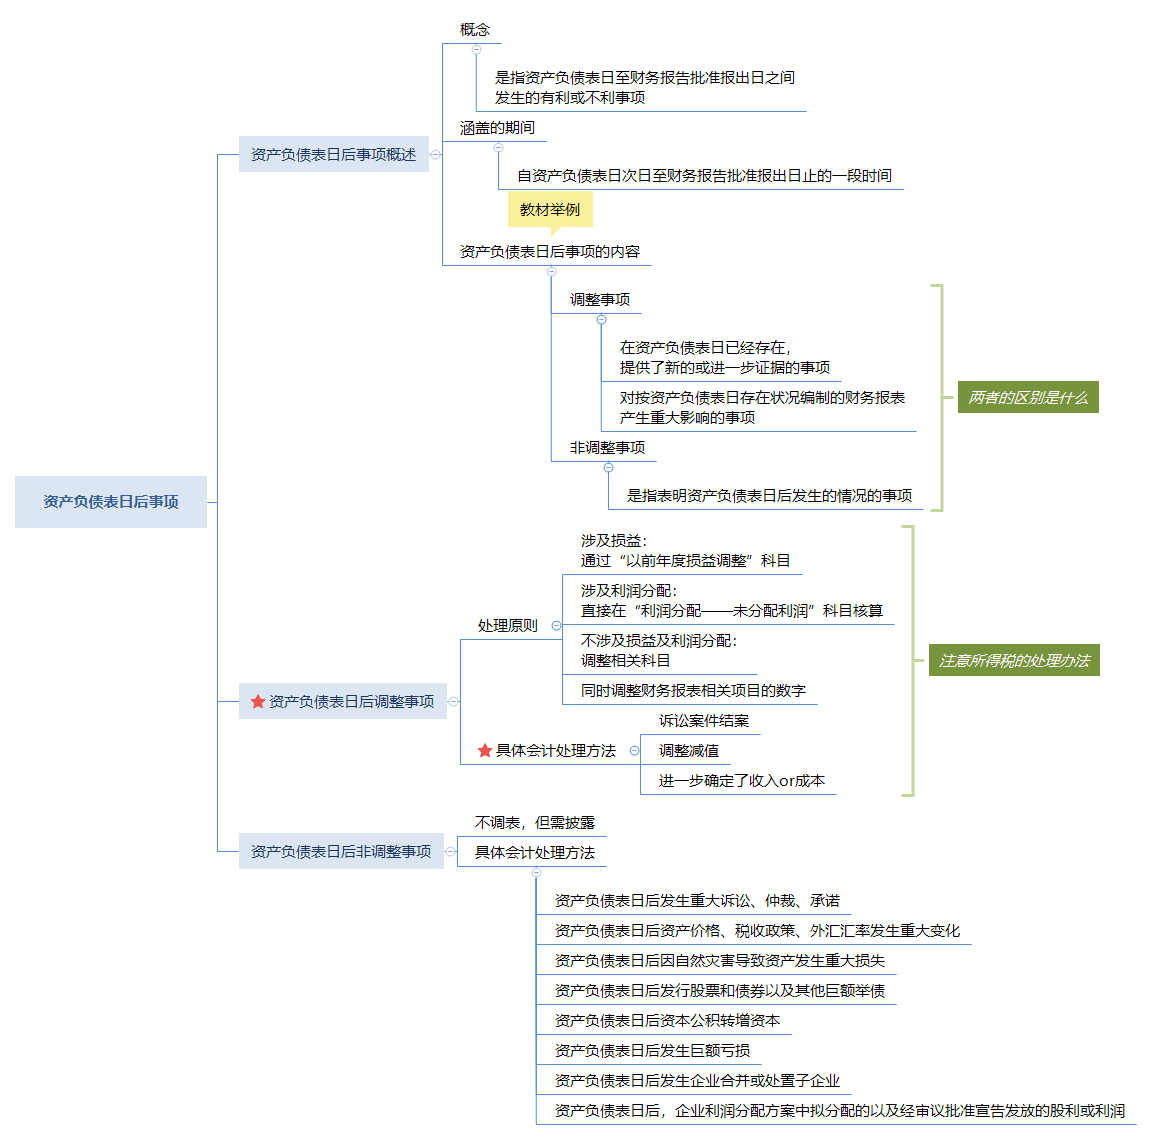 资产负债表日后事项
资产负债表日后事项概述
概念
是指资产负债表日至财务报告批准报出日之间
发生的有利或不利事项
涵盖的期间
自资产负债表日次日至财务报告批准报出日止的一段时间
教材举例
资产负债表日后事项的内容
调整事项
在资产负债表日已经存在，
提供了新的或进一步证据的事项
对按资产负债表日存在状况编制的财务报表
产生重大影响的事项
非调整事项
是指表明资产负债表日后发生的情况的事项
两者的区别是什么
资产负债表日后调整事项
处理原则
涉及损益：
通过“以前年度损益调整”科目
涉及利润分配：
直接在“利润分配——未分配利润”科目核算
不涉及损益及利润分配：
调整相关科目
同时调整财务报表相关项目的数字
具体会计处理方法
诉讼案件结案
调整减值
进一步确定了收入or成本
注意所得税的处理办法
资产负债表日后非调整事项
不调表，但需披露
具体会计处理方法
资产负债表日后发生重大诉讼、仲裁、承诺
资产负债表日后资产价格、税收政策、外汇汇率发生重大变化
资产负债表日后因自然灾害导致资产发生重大损失
资产负债表日后发行股票和债券以及其他巨额举债
资产负债表日后资本公积转增资本
资产负债表日后发生巨额亏损
资产负债表日后发生企业合并或处置子企业
资产负债表日后，企业利润分配方案中拟分配的以及经审议批准宣告发放的股利或利润